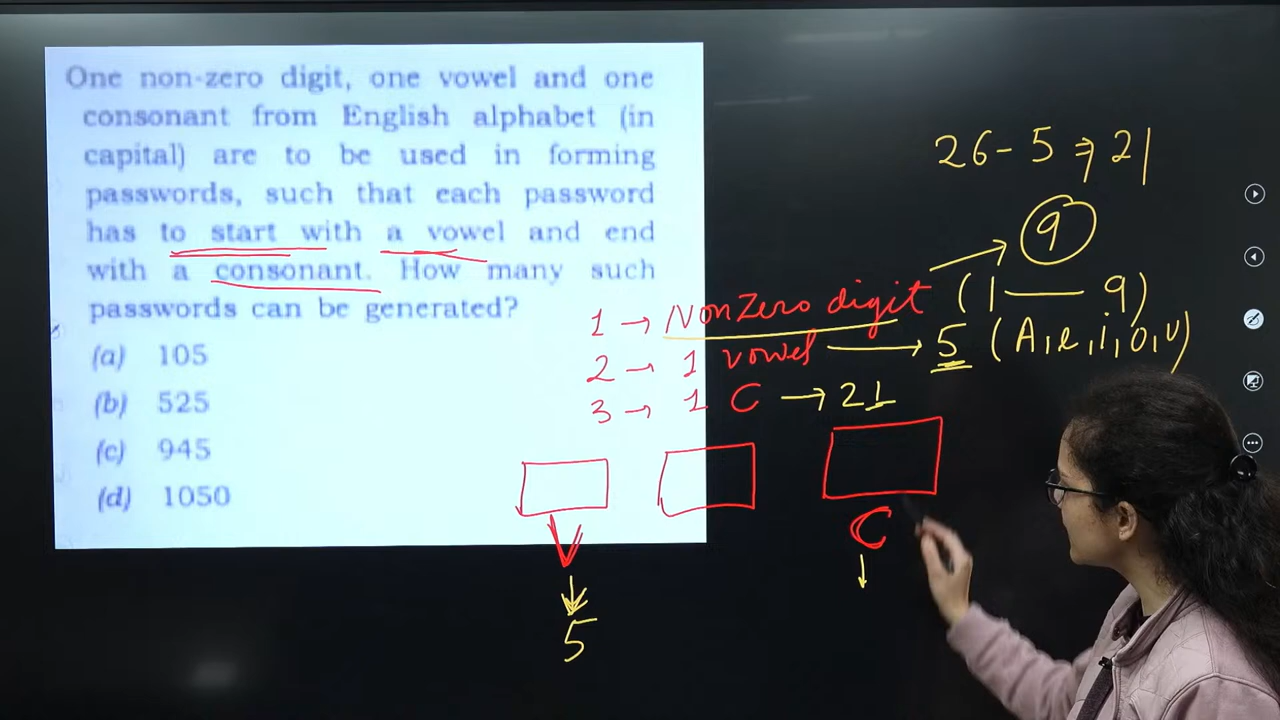 One non-zero digit, one vowel and one
consonant from English alphabet (in
capital) are to be used in forming
passwords, such that each password
has to start with a vowel and end
with a consonant. How many such
passwords can be generated?
(a) 105
(b) 525
(c) 945
(d) 1050
26 - 5 ⇒ 21
9
1 → Non Zero digit (1 — 9)
2 → 1 vowel → 5 (A, e, i, o, u)
3 → 1 C → 21
V
C
5